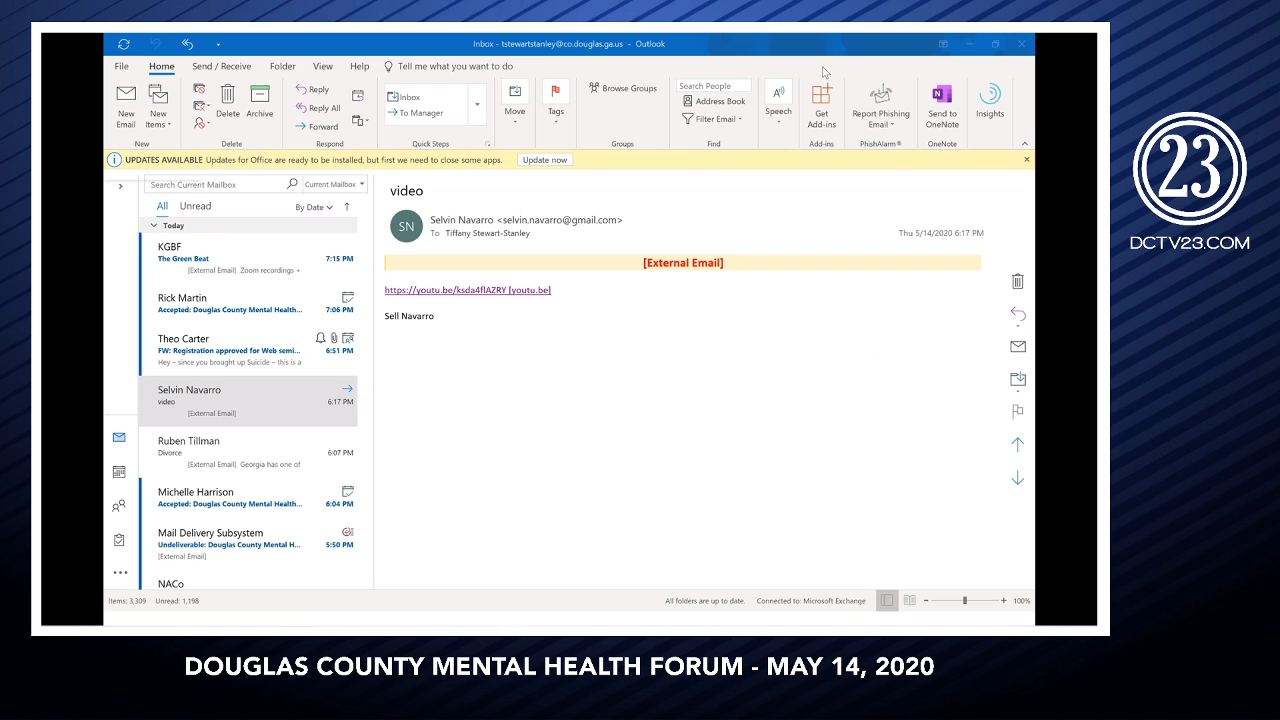 Inbox - tstewartstanley@co.douglas.ga.us - Outlook
File Home Send / Receive Folder View Help Tell me what you want to do
New Email
New Items
New
Delete
Archive
Delete
Reply
Reply All
Forward
Respond
Inbox
To Manager
Quick Steps
Move
Tags
Browse Groups
Groups
Search People
Address Book
Filter Email
Find
Speech
Get Add-ins
Add-ins
Report Phishing Email
PhishAlarm®
Send to OneNote
OneNote
Insights
UPDATES AVAILABLE Updates for Office are ready to be installed, but first we need to close some apps. Update now
Search Current Mailbox Current Mailbox
All Unread By Date
Today
KGBF
The Green Beat 7:15 PM
[External Email] Zoom recordings +
Rick Martin
Accepted: Douglas County Mental Health... 7:06 PM
Theo Carter
FW: Registration approved for Web semi... 6:51 PM
Hey – since you brought up Suicide – this is a
Selvin Navarro
video 6:17 PM
[External Email]
Ruben Tillman
Divorce 6:07 PM
[External Email] Georgia has one of
Michelle Harrison
Accepted: Douglas County Mental Health... 6:04 PM
Mail Delivery Subsystem
Undeliverable: Douglas County Mental H... 5:50 PM
[External Email]
NACo
video
SN
Selvin Navarro <selvin.navarro@gmail.com>
To Tiffany Stewart-Stanley Thu 5/14/2020 6:17 PM
[External Email]
https://youtu.be/ksda4flAZRY [youtu.be]
Sell Navarro
Items: 3,309 Unread: 1,198 All folders are up to date. Connected to: Microsoft Exchange 100%
23
DCTV23.COM
DOUGLAS COUNTY MENTAL HEALTH FORUM - MAY 14, 2020